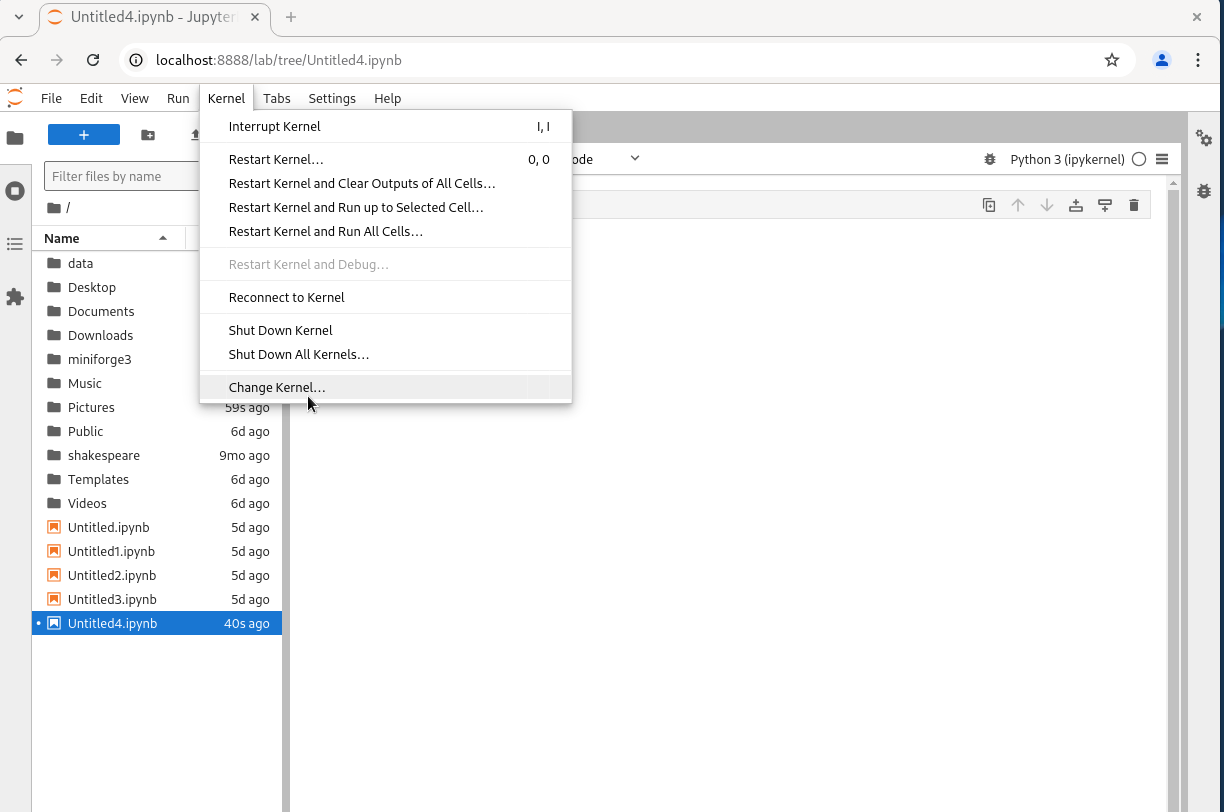 Untitled4.ipynb - Jupyter
localhost:8888/lab/tree/Untitled4.ipynb
File Edit View Run Kernel Tabs Settings Help
Interrupt Kernel I, I
Restart Kernel… 0, 0
Restart Kernel and Clear Outputs of All Cells…
Restart Kernel and Run up to Selected Cell…
Restart Kernel and Run All Cells…
Restart Kernel and Debug…
Reconnect to Kernel
Shut Down Kernel
Shut Down All Kernels…
Change Kernel…
ode
Python 3 (ipykernel)
Filter files by name
/
Name
data
Desktop
Documents
Downloads
miniforge3
Music
Pictures 59s ago
Public 6d ago
shakespeare 9mo ago
Templates 6d ago
Videos 6d ago
Untitled.ipynb 5d ago
Untitled1.ipynb 5d ago
Untitled2.ipynb 5d ago
Untitled3.ipynb 5d ago
Untitled4.ipynb 40s ago